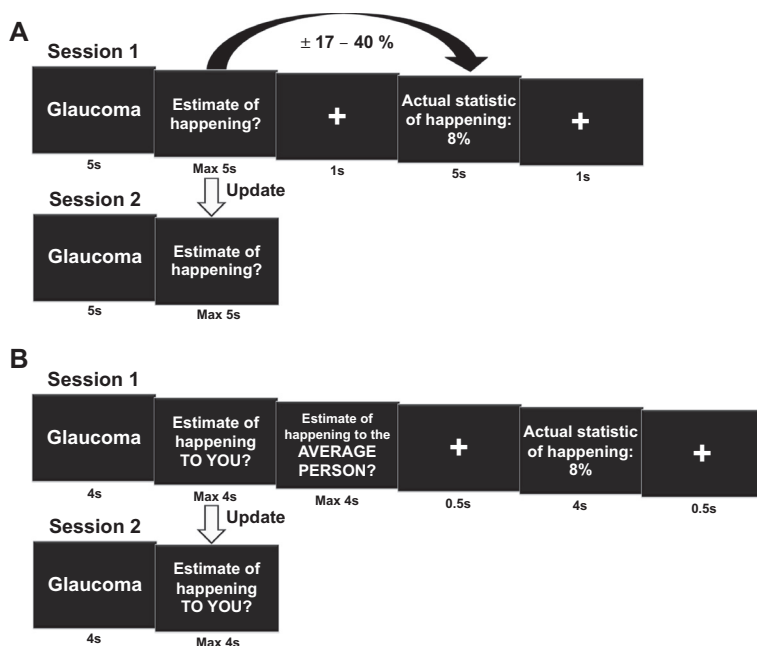 A
± 17 – 40 %
Session 1
Glaucoma
Estimate of
happening?
+
Actual statistic
of happening:
8%
+
5s
Max 5s
1s
5s
1s
Update
Session 2
Glaucoma
Estimate of
happening?
5s
Max 5s
B
Session 1
Glaucoma
Estimate of
happening
TO YOU?
Estimate of
happening to the
AVERAGE
PERSON?
+
Actual statistic
of happening:
8%
+
4s
Max 4s
Max 4s
0.5s
4s
0.5s
Update
Session 2
Glaucoma
Estimate of
happening
TO YOU?
4s
Max 4s